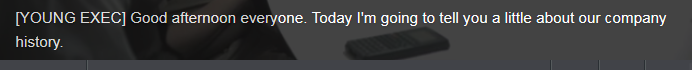 [YOUNG EXEC] Good afternoon everyone. Today I'm going to tell you a little about our company
history.